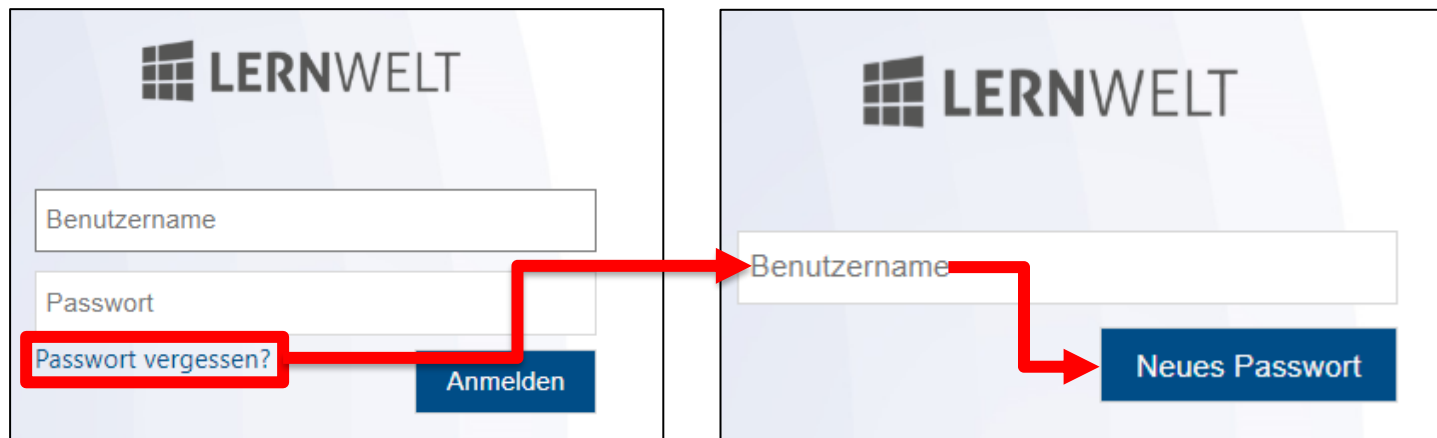 LERNWELT
Benutzername
Passwort
Passwort vergessen?
Anmelden
LERNWELT
Benutzername
Neues Passwort